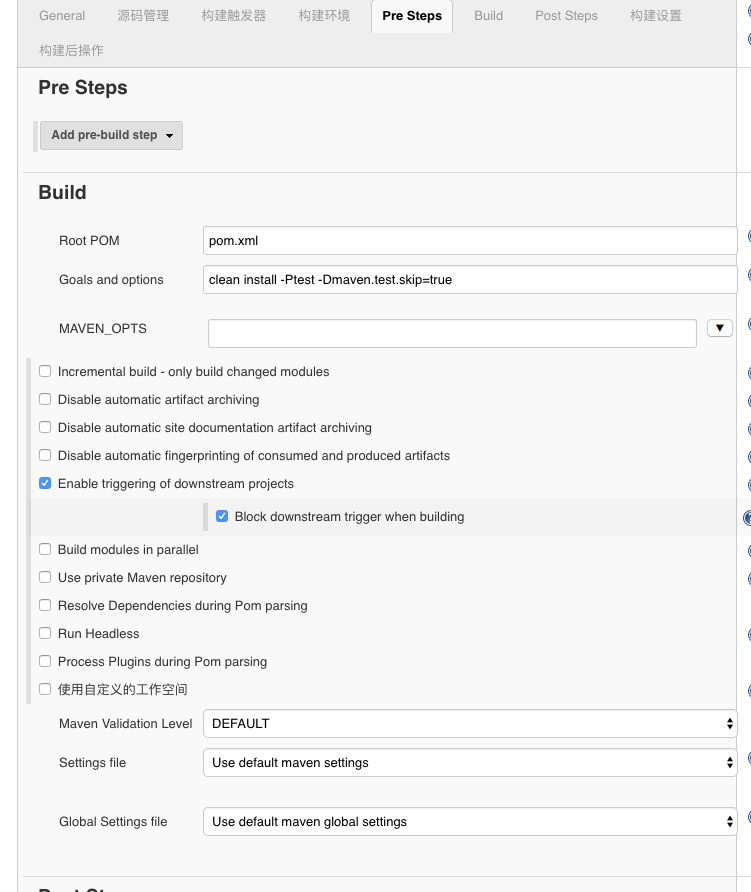 General 源码管理 构建触发器 构建环境 Pre Steps Build Post Steps 构建设置
构建后操作
Pre Steps
Add pre-build step
Build
Root POM pom.xml
Goals and options clean install -Ptest -Dmaven.test.skip=true
MAVEN_OPTS
Incremental build - only build changed modules
Disable automatic artifact archiving
Disable automatic site documentation artifact archiving
Disable automatic fingerprinting of consumed and produced artifacts
Enable triggering of downstream projects
Block downstream trigger when building
Build modules in parallel
Use private Maven repository
Resolve Dependencies during Pom parsing
Run Headless
Process Plugins during Pom parsing
使用自定义的工作空间
Maven Validation Level DEFAULT
Settings file Use default maven settings
Global Settings file Use default maven global settings